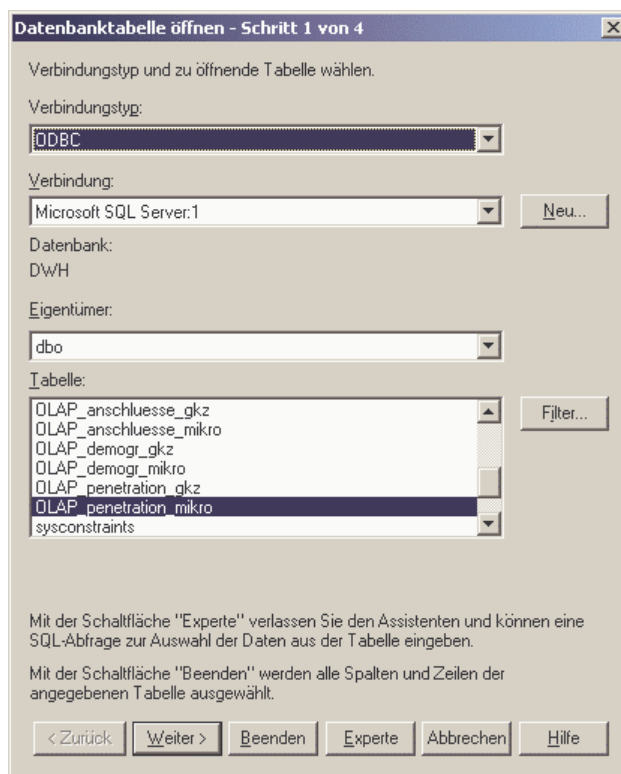 Datenbanktabelle öffnen - Schritt 1 von 4
Verbindungstyp und zu öffnende Tabelle wählen.
Verbindungstyp:
ODBC
Verbindung:
Microsoft SQL Server:1
Neu...
Datenbank:
DWH
Eigentümer:
dbo
Tabelle:
OLAP_anschluesse_gkz
OLAP_anschluesse_mikro
OLAP_demogr_gkz
OLAP_demogr_mikro
OLAP_penetration_gkz
OLAP_penetration_mikro
sysconstraints
Filter...
Mit der Schaltfläche "Experte" verlassen Sie den Assistenten und können eine
SQL-Abfrage zur Auswahl der Daten aus der Tabelle eingeben.
Mit der Schaltfläche "Beenden" werden alle Spalten und Zeilen der
angegebenen Tabelle ausgewählt.
< Zurück Weiter > Beenden Experte Abbrechen Hilfe